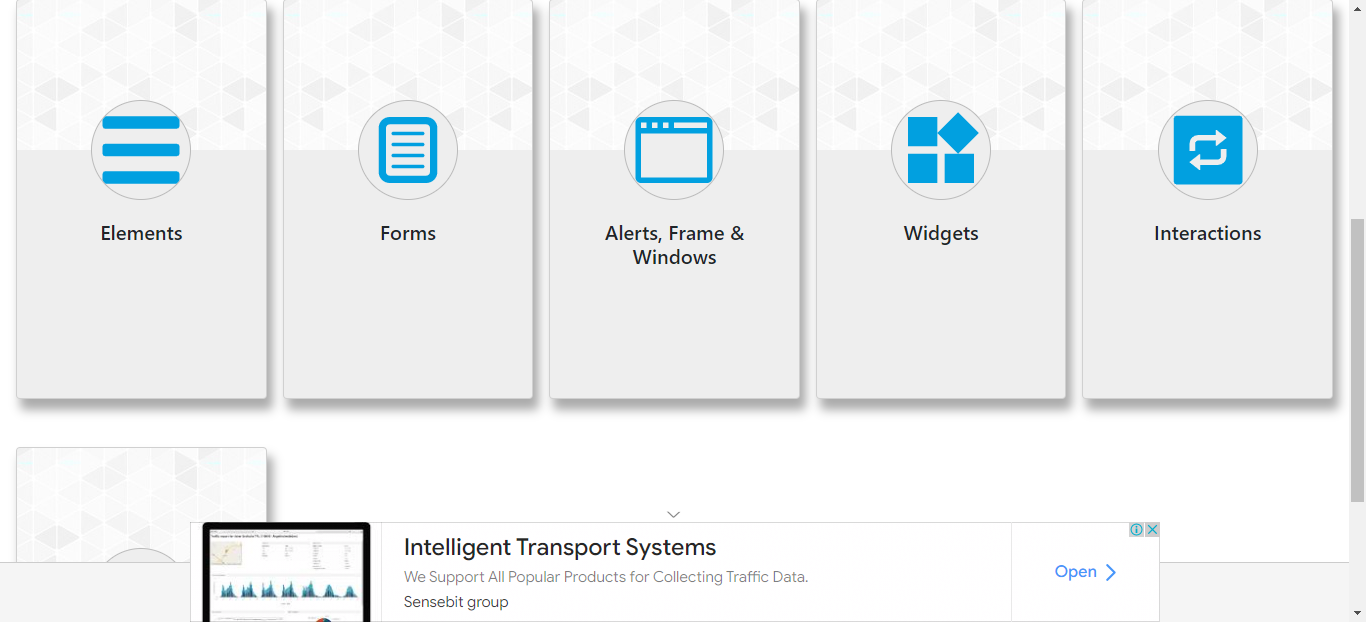 Elements
Forms
Alerts, Frame &
Windows
Widgets
Interactions
Intelligent Transport Systems
We Support All Popular Products for Collecting Traffic Data.
Sensebit group
Open